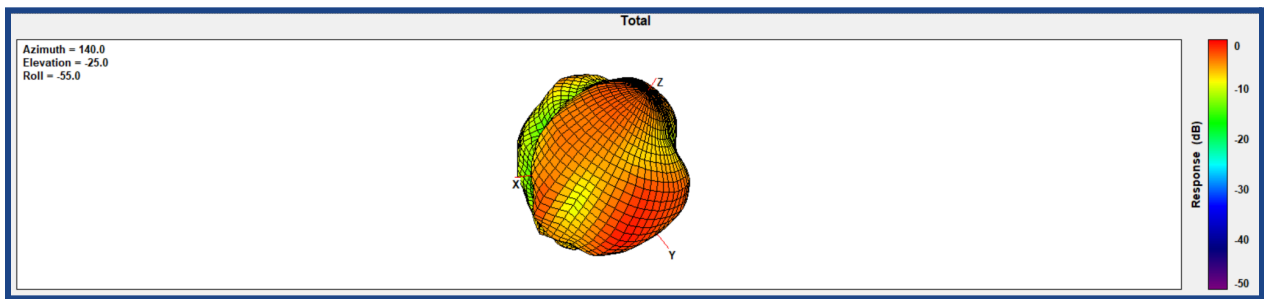 Total
Azimuth = 140.0
Elevation = -25.0
Roll = -55.0
Z
X
Y
Response (dB)
0
-10
-20
-30
-40
-50